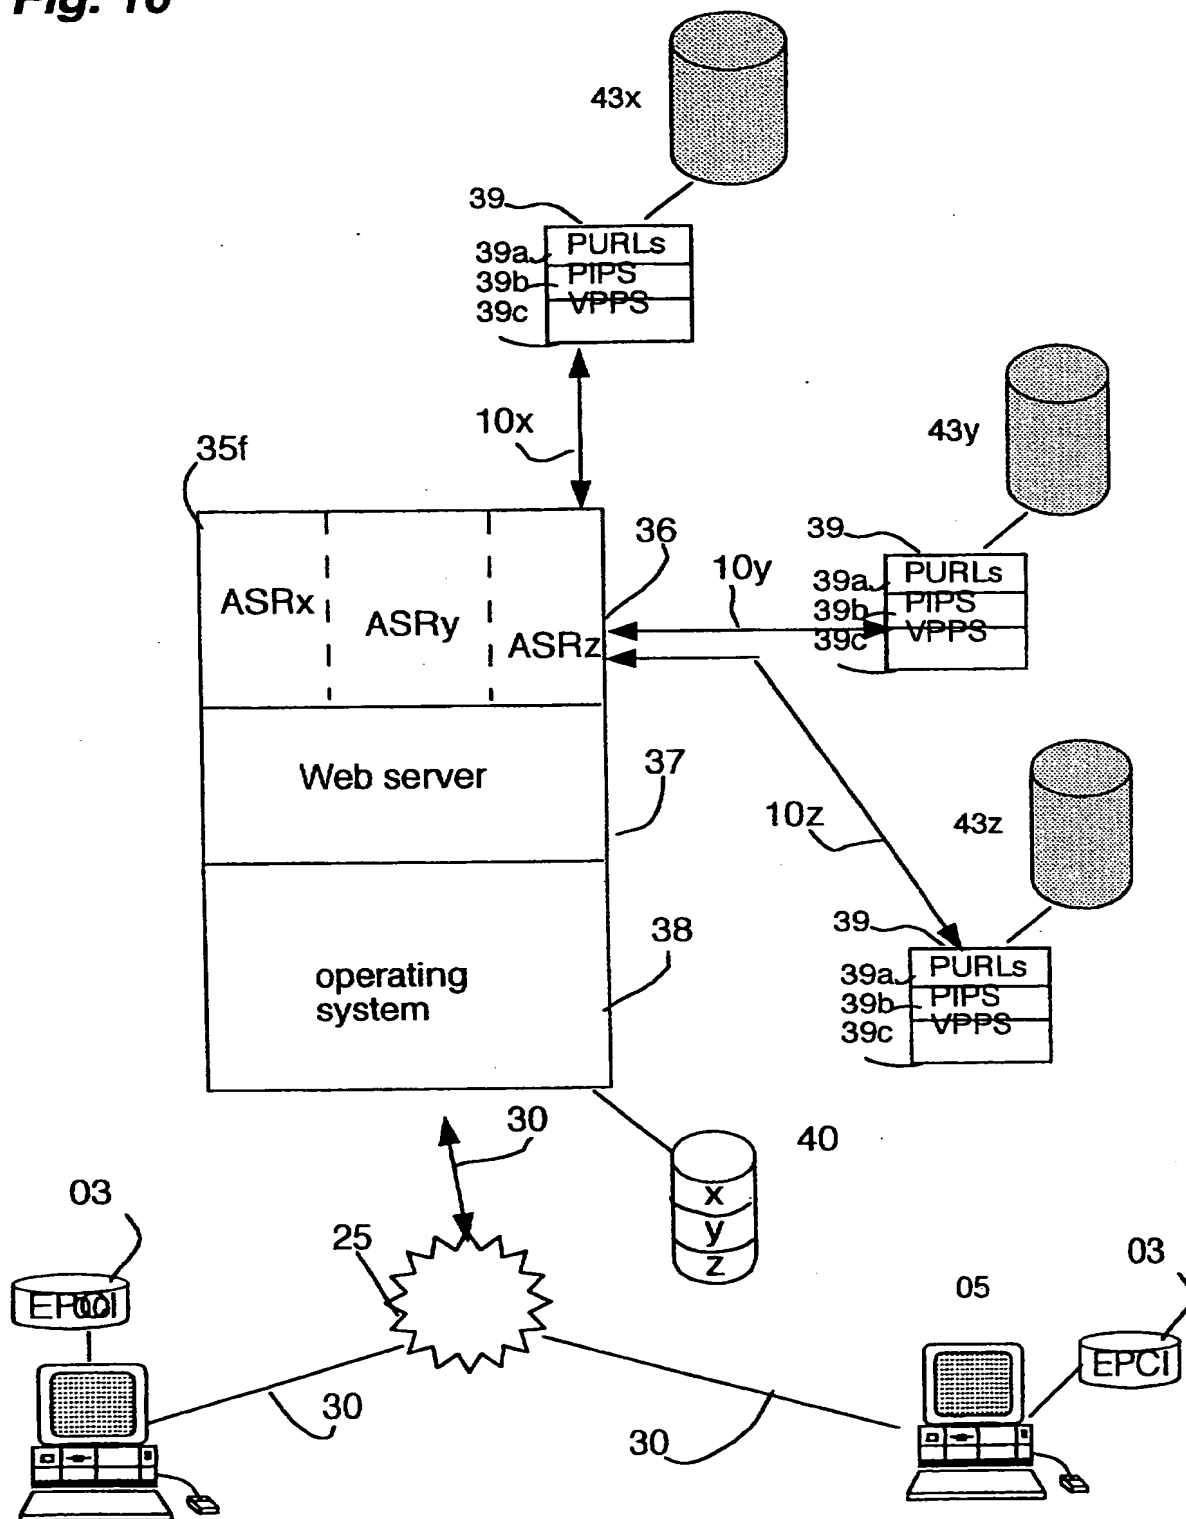 Fig. 10
43x
39
PURLs
39a
PIPS
39b
VPPS
39c
10x
43y
35f
36
39
10y
PURLs
39a
PIPS
39b
VPPS
39c
ASRx
ASRy
ASRz
Web server
37
10z
43z
39
38
PURLs
39a
PIPS
39b
VPPS
39c
operating
system
30
40
x
y
z
03
25
03
05
EPCI
EPCI
30
30